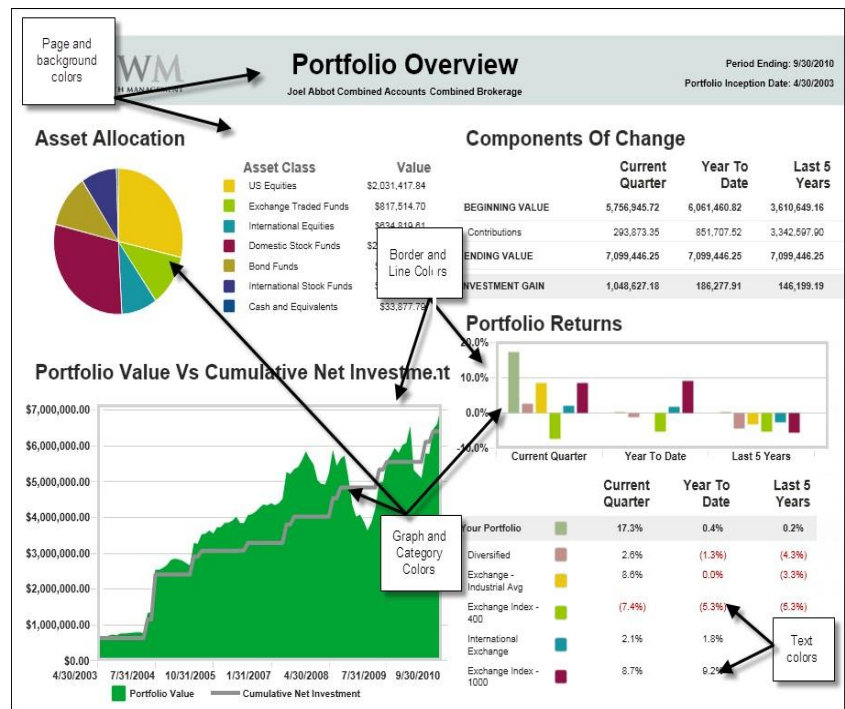 Page and
background
colors
WM
H MANAGEMENT
Portfolio Overview
Joel Abbot Combined Accounts Combined Brokerage
Period Ending: 9/30/2010
Portfolio Inception Date: 4/30/2003
Asset Allocation
Asset Class Value
US Equities $2,031,417.84
Exchange Traded Funds $817,514.70
International Equities $634,819.61
Domestic Stock Funds $2
Bond Funds $
International Stock Funds $
Cash and Equivalents $33,877.79
Border and
Line Colors
Components Of Change
Current Quarter Year To Date Last 5 Years
BEGINNING VALUE 5,756,945.72 6,061,460.82 3,610,649.16
Contributions 293,873.35 851,707.52 3,342,597.90
ENDING VALUE 7,099,446.25 7,099,446.25 7,099,446.25
INVESTMENT GAIN 1,048,627.18 186,277.91 146,199.19
Portfolio Value Vs Cumulative Net Investment
$7,000,000.00
$6,000,000.00
$5,000,000.00
$4,000,000.00
$3,000,000.00
$2,000,000.00
$1,000,000.00
$0.00
4/30/2003 7/31/2004 10/31/2005 1/31/2007 4/30/2008 7/31/2009 9/30/2010
Portfolio Value Cumulative Net Investment
Graph and
Category
Colors
Portfolio Returns
20.0%
10.0%
0.0%
-10.0%
Current Quarter Year To Date Last 5 Years
Current Quarter Year To Date Last 5 Years
Your Portfolio 17.3% 0.4% 0.2%
Diversified 2.6% (1.3%) (4.3%)
Exchange -
Industrial Avg 8.6% 0.0% (3.3%)
Exchange Index -
400 (7.4%) (5.3%) (5.3%)
International
Exchange 2.1% 1.8%
Exchange Index -
1000 8.7% 9.2%
Text
colors